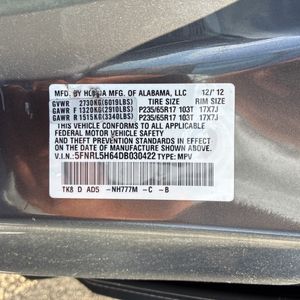 MFD. BY HONDA MFG. OF ALABAMA, LLC 12/'12
GVWR 2730KG(6019LBS) TIRE SIZE RIM SIZE
GAWR F 1320KG(2910LBS) P235/65R17 103T 17X7J
GAWR R 1515KG(3340LBS) P235/65R17 103T 17X7J
THIS VEHICLE CONFORMS TO ALL APPLICABLE
FEDERAL MOTOR VEHICLE SAFETY
THEFT PREVENTION STANDARDS IN EFFECT ON THE
DATE OF MANUFACTURE SHOWN ABOVE.
V.I.N.: 5FNRL5H64DB030422 TYPE: MPV
TK8 D AD5 -NH777M -C -B